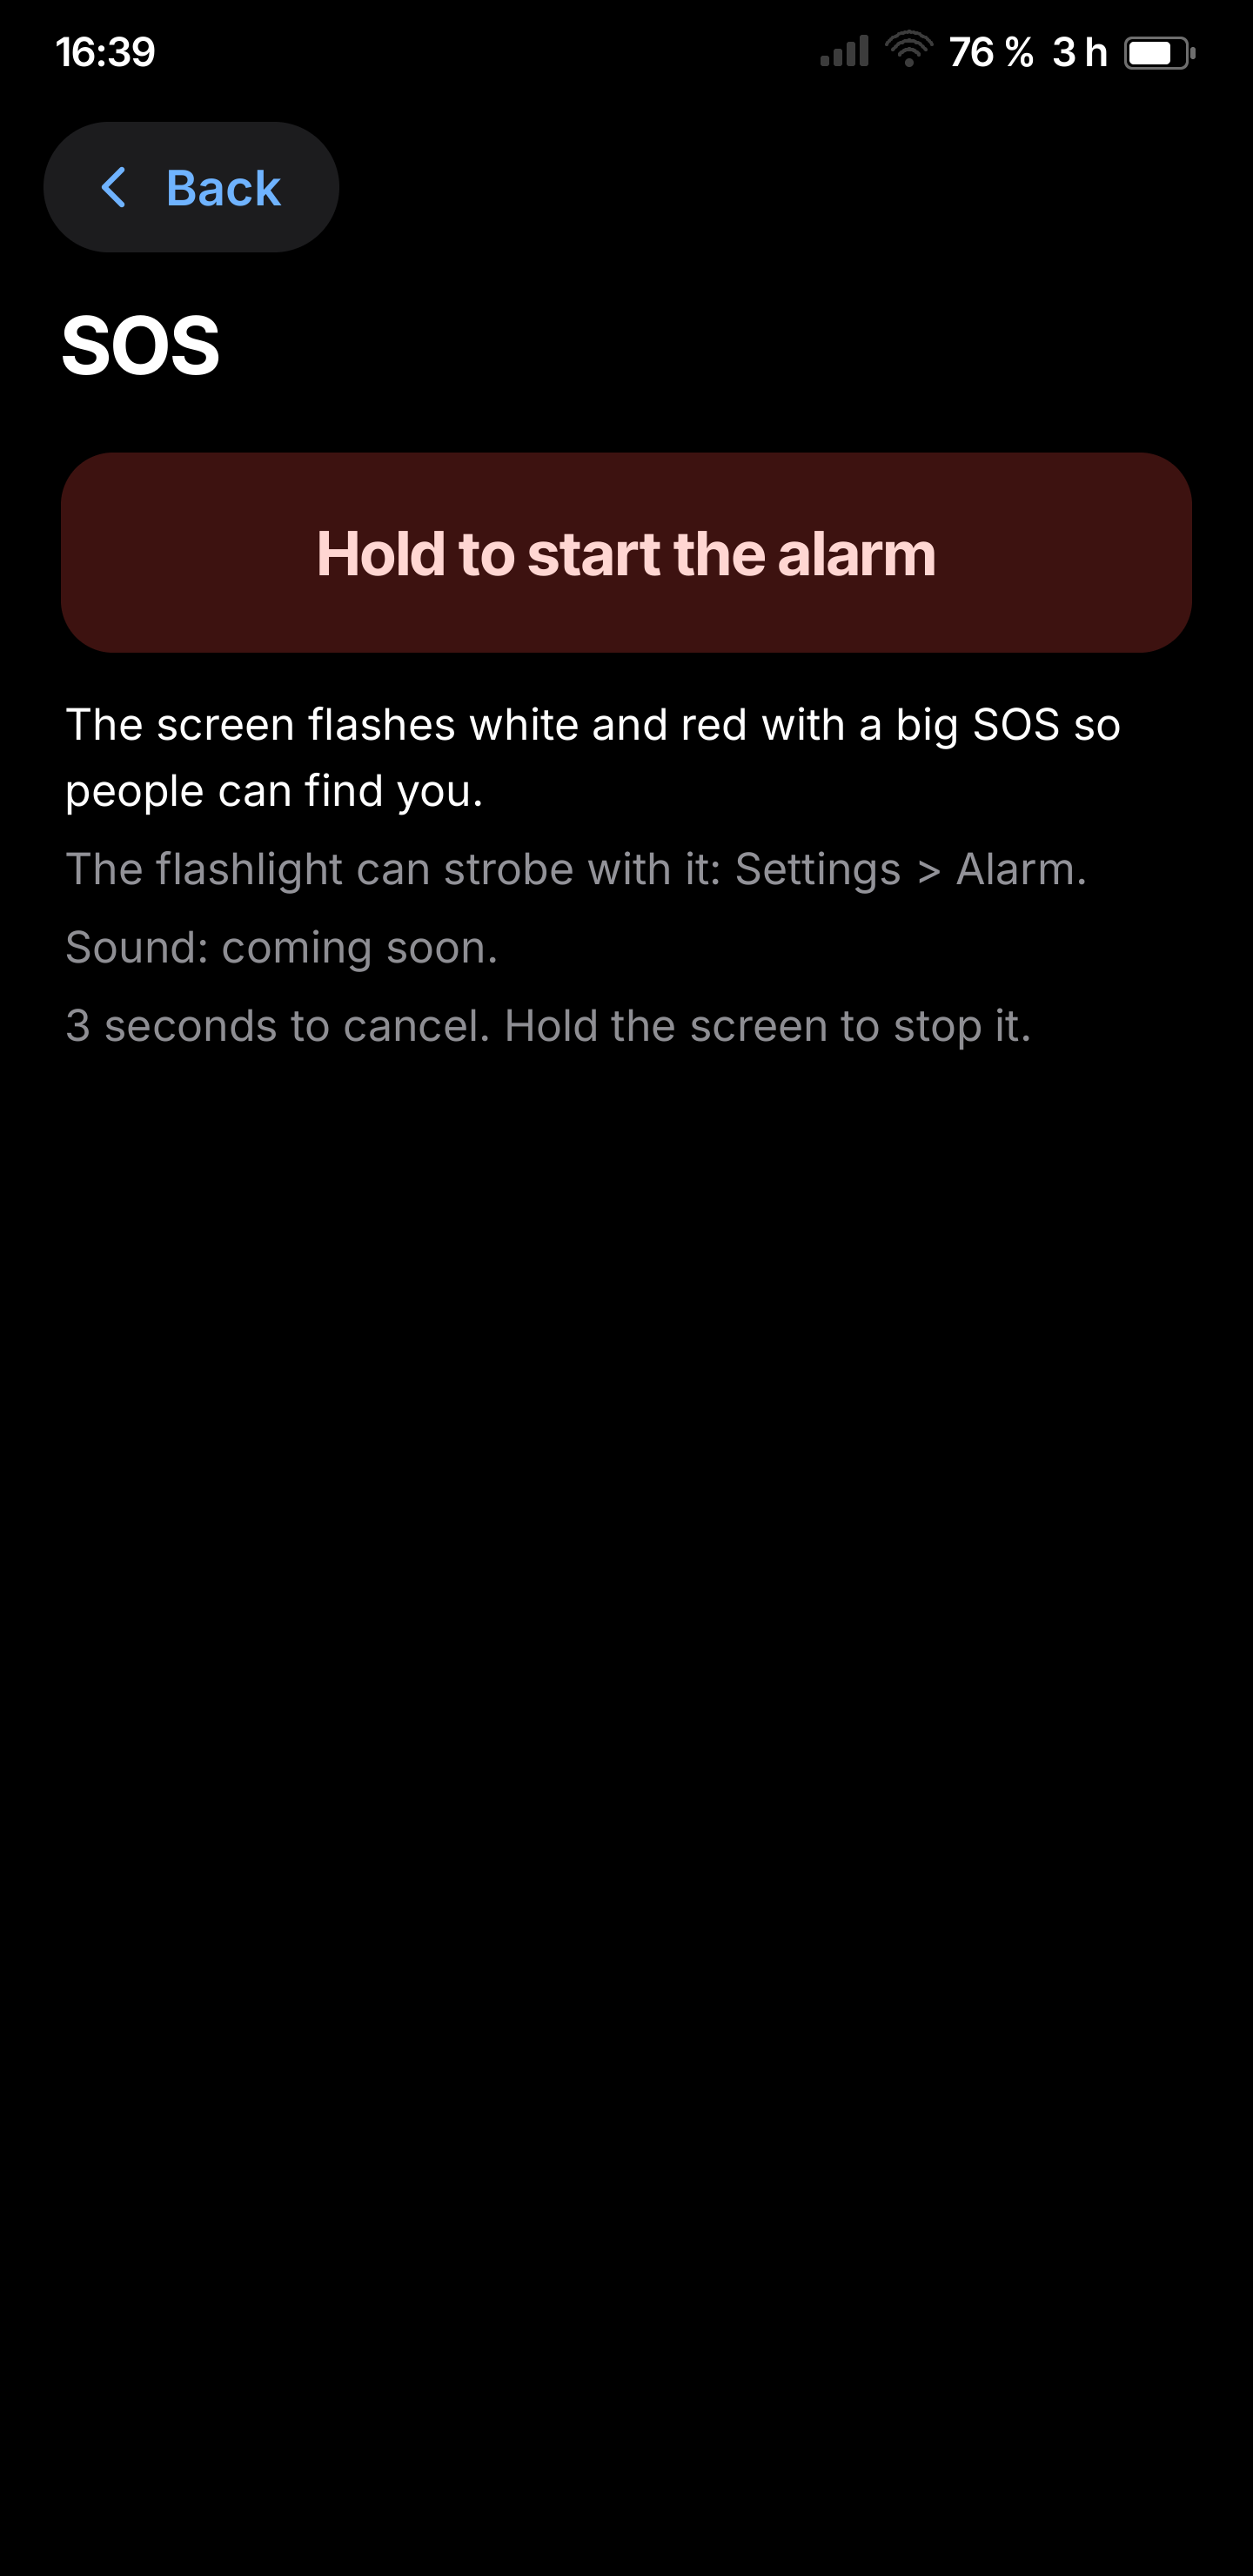 16:39
76 % 3 h
Back
SOS
Hold to start the alarm
The screen flashes white and red with a big SOS so
people can find you.
The flashlight can strobe with it: Settings > Alarm.
Sound: coming soon.
3 seconds to cancel. Hold the screen to stop it.